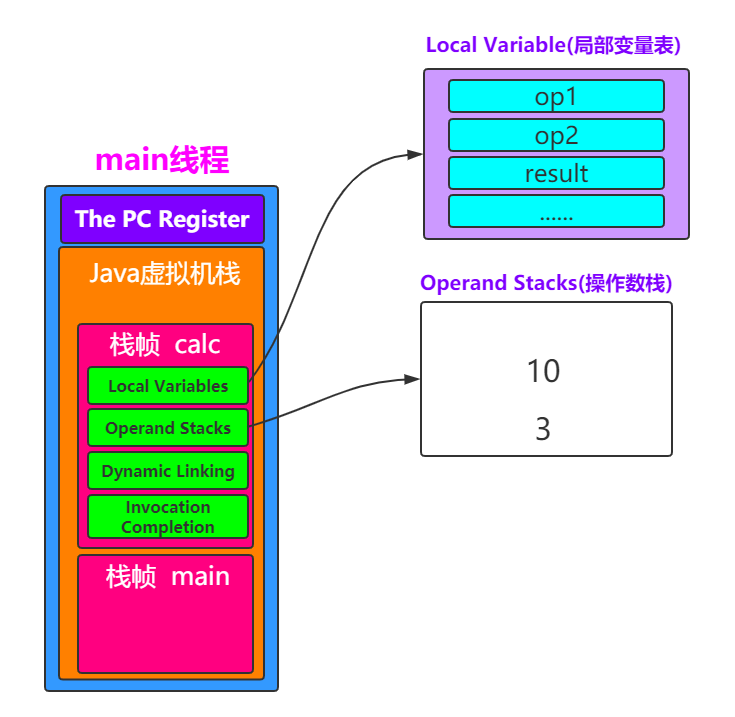 main线程
The PC Register
Java虚拟机栈
栈帧 calc
Local Variables
Operand Stacks
Dynamic Linking
Invocation
Completion
栈帧 main
Local Variable(局部变量表)
op1
op2
result
......
Operand Stacks(操作数栈)
10
3